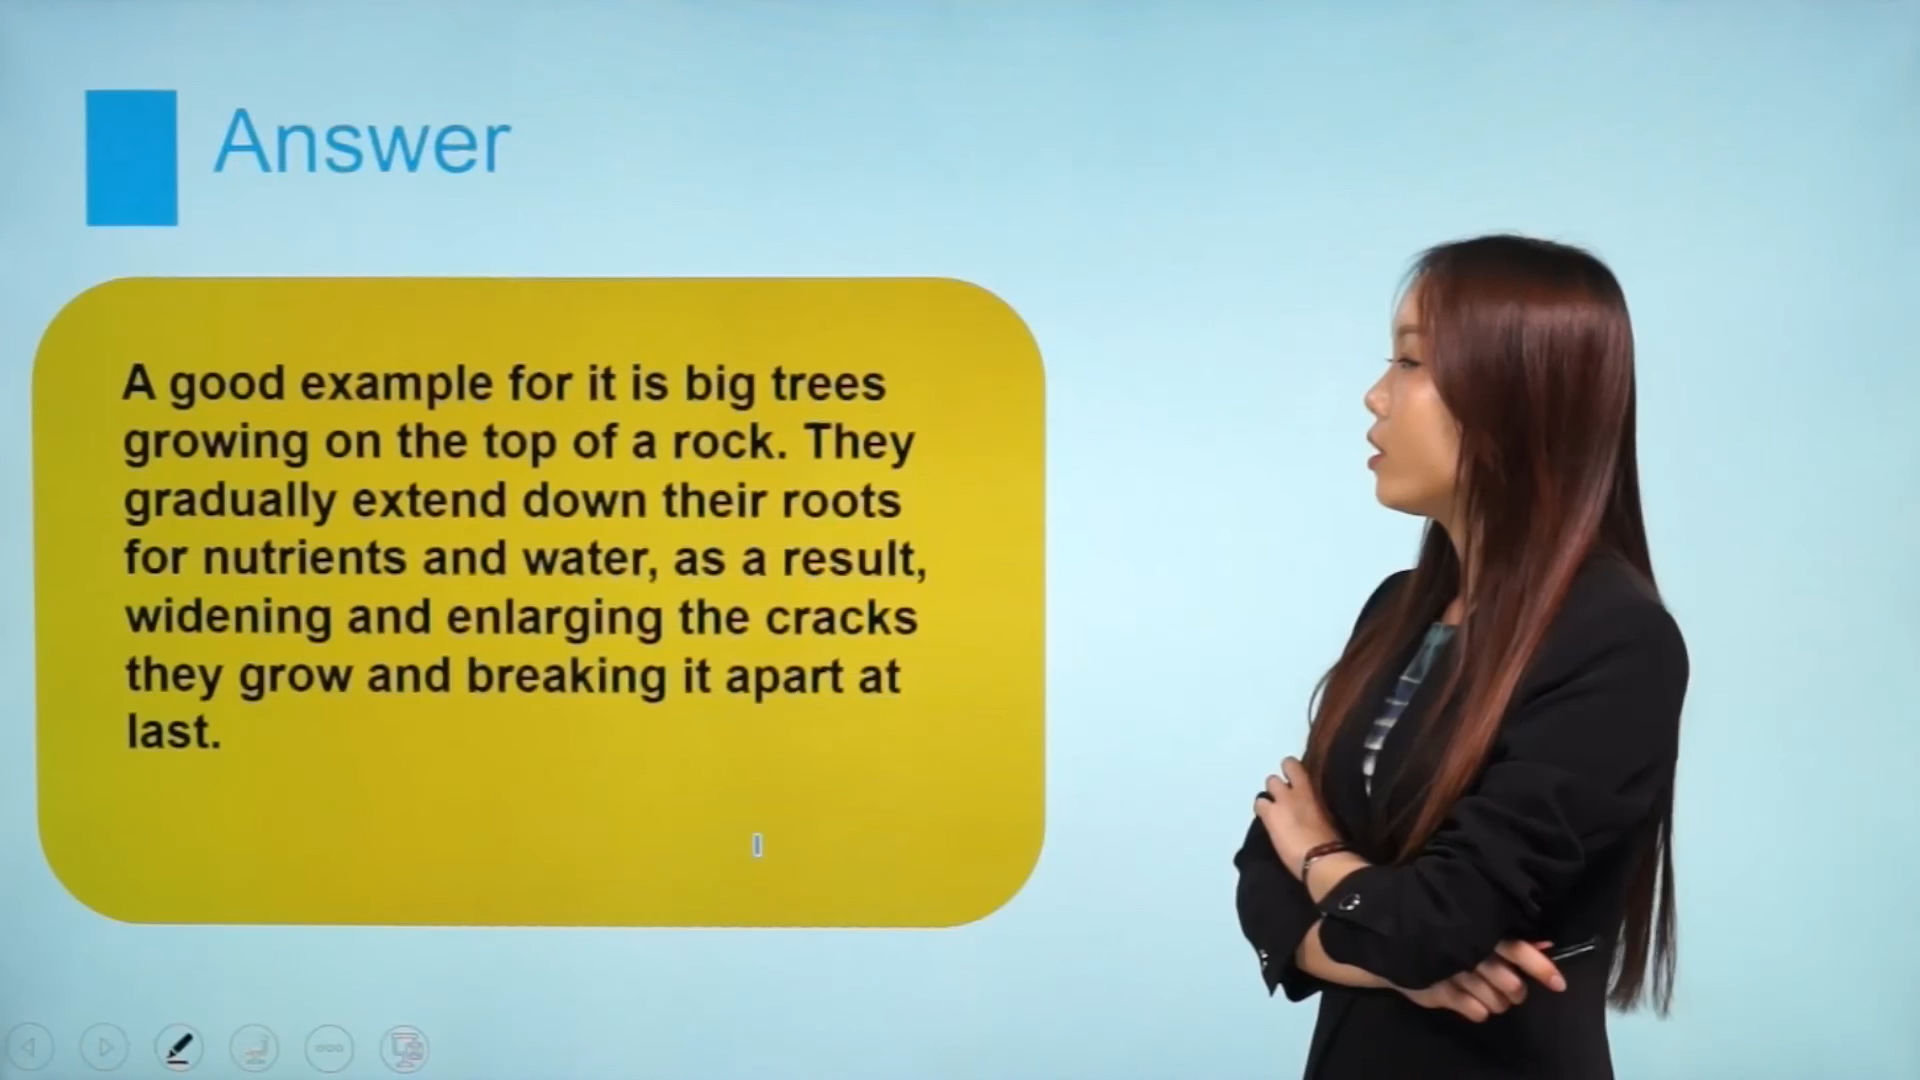 Answer
A good example for it is big trees
growing on the top of a rock. They
gradually extend down their roots
for nutrients and water, as a result,
widening and enlarging the cracks
they grow and breaking it apart at
last.